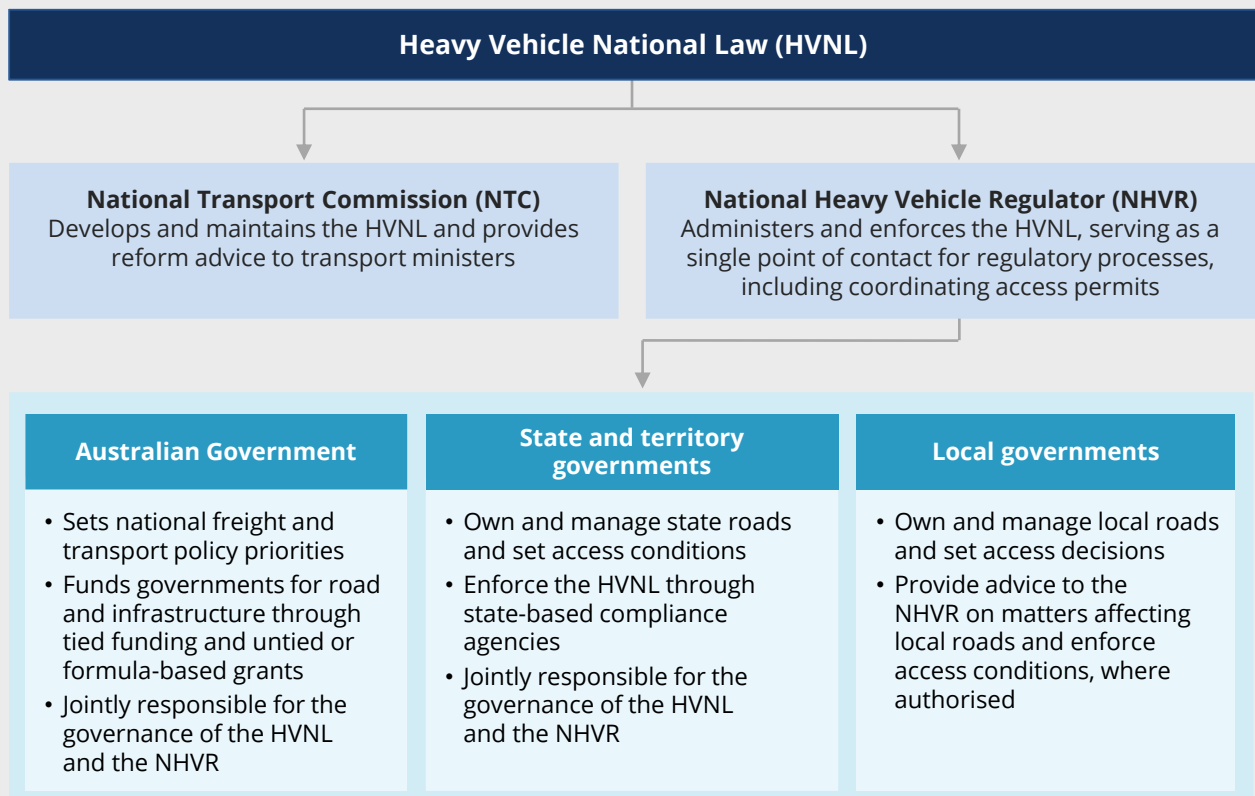 Heavy Vehicle National Law (HVNL)
National Transport Commission (NTC)
Develops and maintains the HVNL and provides
reform advice to transport ministers
National Heavy Vehicle Regulator (NHVR)
Administers and enforces the HVNL, serving as a
single point of contact for regulatory processes,
including coordinating access permits
Australian Government
• Sets national freight and
transport policy priorities
• Funds governments for road
and infrastructure through
tied funding and untied or
formula-based grants
• Jointly responsible for the
governance of the HVNL
and the NHVR
State and territory
governments
• Own and manage state roads
and set access conditions
• Enforce the HVNL through
state-based compliance
agencies
• Jointly responsible for the
governance of the HVNL
and the NHVR
Local governments
• Own and manage local roads
and set access decisions
• Provide advice to the
NHVR on matters affecting
local roads and enforce
access conditions, where
authorised